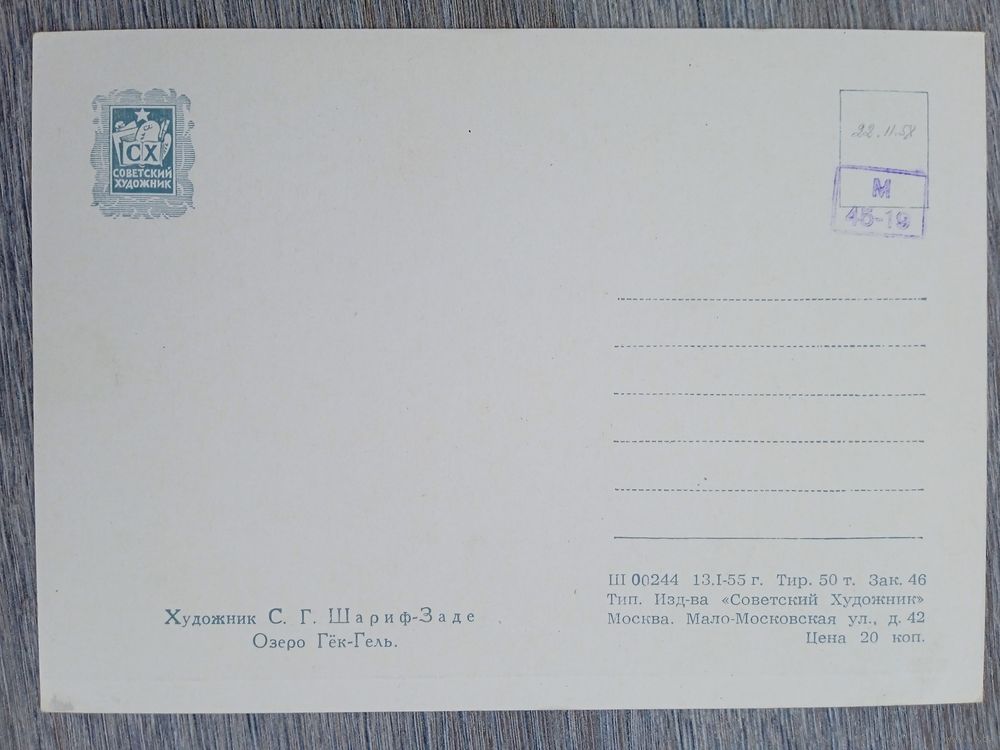 СХ
СОВЕТСКИЙ
ХУДОЖНИК
22.11.58
М
45-19
Художник С. Г. Шариф-Заде
Озеро Гёк-Гель.
Ш 00244 13.I-55 г. Тир. 50 т. Зак. 46
Тип. Изд-ва «Советский Художник»
Москва. Мало-Московская ул., д. 42
Цена 20 коп.